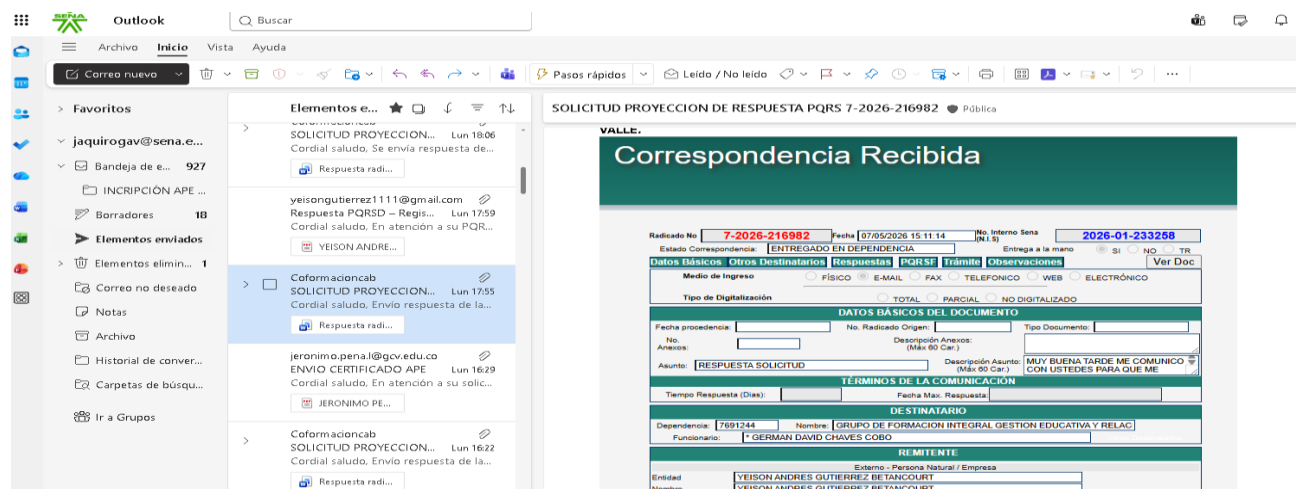 SENA
Outlook
Buscar
Archivo Inicio Vista Ayuda
Correo nuevo
Pasos rápidos
Leído / No leído
Favoritos
jaquirogav@sena.e...
Bandeja de e... 927
INCRIPCIÓN APE ...
Borradores 18
Elementos enviados
Elementos elimin... 1
Correo no deseado
Notas
Archivo
Historial de conver...
Carpetas de búsqu...
Ir a Grupos
Elementos e...
Coformacioncab
SOLICITUD PROYECCION... Lun 18:06
Cordial saludo, Se envía respuesta de...
Respuesta radi...
yeisongutierrez1111@gmail.com
Respuesta PQRSD – Regis... Lun 17:59
Cordial saludo, En atención a su PQR...
YEISON ANDRE...
Coformacioncab
SOLICITUD PROYECCION... Lun 17:55
Cordial saludo, Envío respuesta de la...
Respuesta radi...
jeronimo.pena.l@gcv.edu.co
ENVIO CERTIFICADO APE Lun 16:29
Cordial saludo, En atención a su solic...
JERONIMO PE...
Coformacioncab
SOLICITUD PROYECCION... Lun 16:22
Cordial saludo, Envío respuesta de la...
Respuesta radi...
SOLICITUD PROYECCION DE RESPUESTA PQRS 7-2026-216982 Pública
VALLE.
Correspondencia Recibida
Radicado No 7-2026-216982 Fecha 07/05/2026 15:11:14 No. Interno Sena (N.I.S) 2026-01-233258
Estado Correspondencia: ENTREGADO EN DEPENDENCIA Entrega a la mano SI NO TR
Datos Básicos Otros Destinatarios Respuestas PQRSF Trámite Observaciones Ver Doc
Medio de Ingreso FÍSICO E-MAIL FAX TELEFONICO WEB ELECTRÓNICO
Tipo de Digitalización TOTAL PARCIAL NO DIGITALIZADO
DATOS BÁSICOS DEL DOCUMENTO
Fecha procedencia: No. Radicado Origen: Tipo Documento:
No. Anexos: Descripción Anexos: (Máx 60 Car.)
Asunto: RESPUESTA SOLICITUD Descripción Asunto: (Máx 60 Car.) MUY BUENA TARDE ME COMUNICO
CON USTEDES PARA QUE ME
TÉRMINOS DE LA COMUNICACIÓN
Tiempo Respuesta (Dias): Fecha Max. Respuesta:
DESTINATARIO
Dependencia: 7691244 Nombre: GRUPO DE FORMACION INTEGRAL GESTION EDUCATIVA Y RELAC
Funcionario: * GERMAN DAVID CHAVES COBO
REMITENTE
Externo - Persona Natural / Empresa
Entidad YEISON ANDRES GUTIERREZ BETANCOURT
Nombre YEISON ANDRES GUTIERREZ BETANCOURT